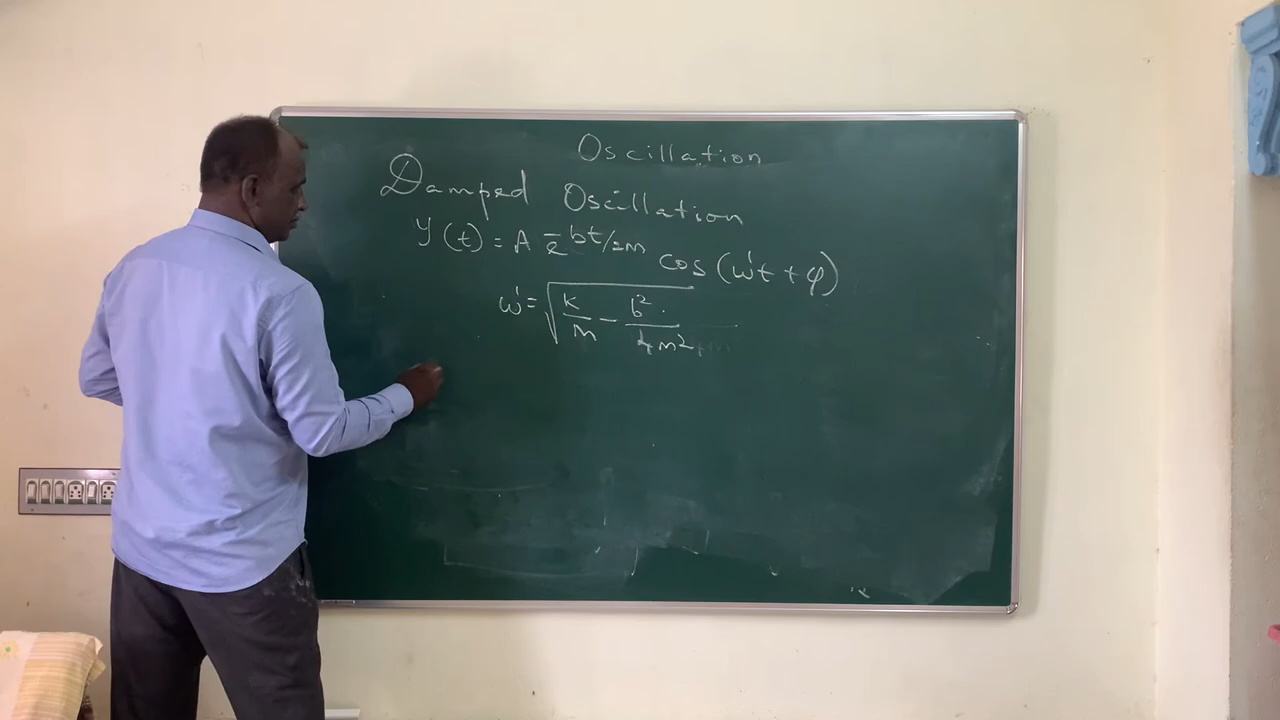 Oscillation
Damped Oscillation
y(t) = A e^{-bt/2m} cos(ω't + φ)
ω' = √(k/m - b²/4m²)